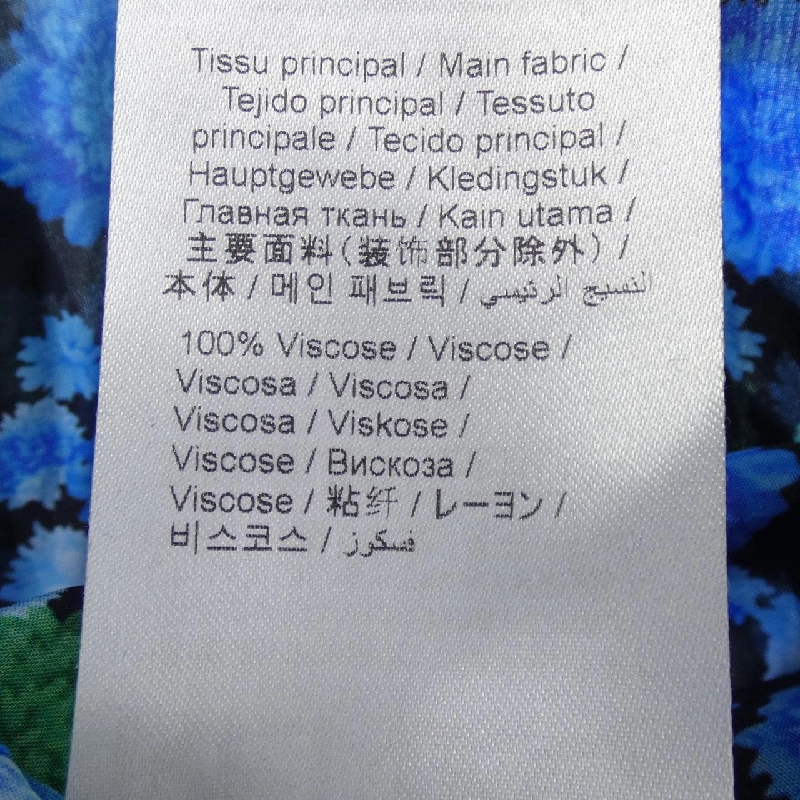 Tissu principal / Main fabric /
Tejido principal / Tessuto
principale / Tecido principal /
Hauptgewebe / Kledingstuk /
Главная ткань / Kain utama /
主要面料(装饰部分除外) /
本体 / 메인 패브릭 / النسيج الرئيسي
100% Viscose / Viscose /
Viscosa / Viscosa /
Viscosa / Viskose /
Viscose / Вискоза /
Viscose / 粘纤 / レーヨン /
비스코스 / فسكوز